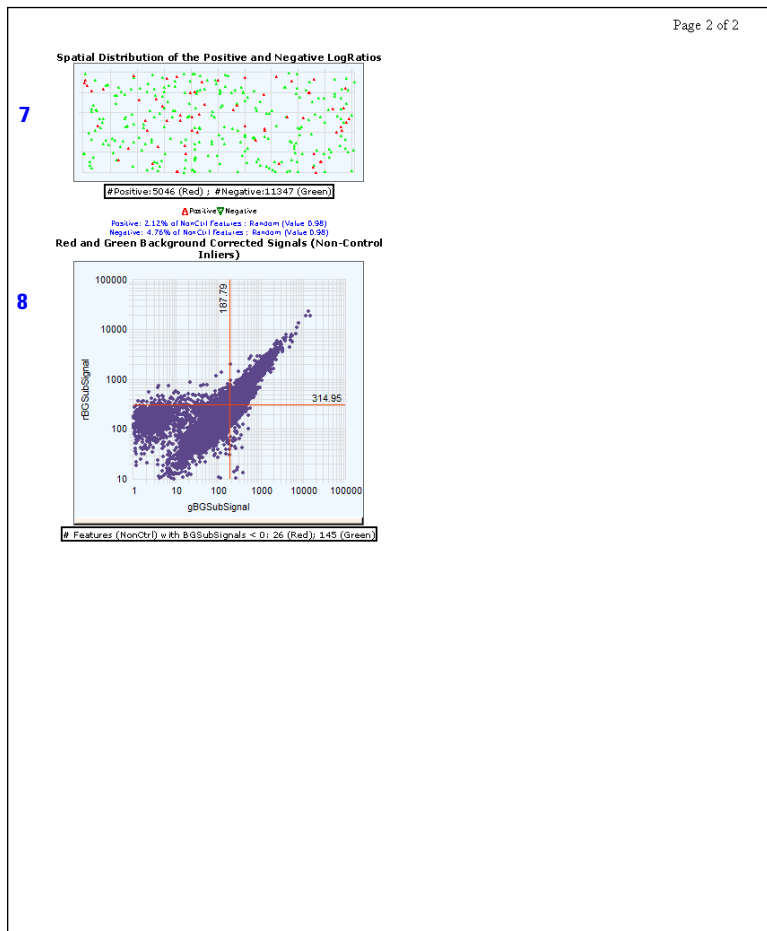 Page 2 of 2
Spatial Distribution of the Positive and Negative LogRatios
7
#Positive:5046 (Red) ; #Negative:11347 (Green)
Positive Negative
Positive: 2.12% of NonCtrl Features : Random (Value 0.98)
Negative: 4.76% of NonCtrl Features : Random (Value 0.98)
Red and Green Background Corrected Signals (Non-Control
Inliers)
8
100000
10000
1000
100
10
rBGSubSignal
187.79
314.95
1 10 100 1000 10000 100000
gBGSubSignal
# Features (NonCtrl) with BGSubSignals < 0: 26 (Red); 145 (Green)